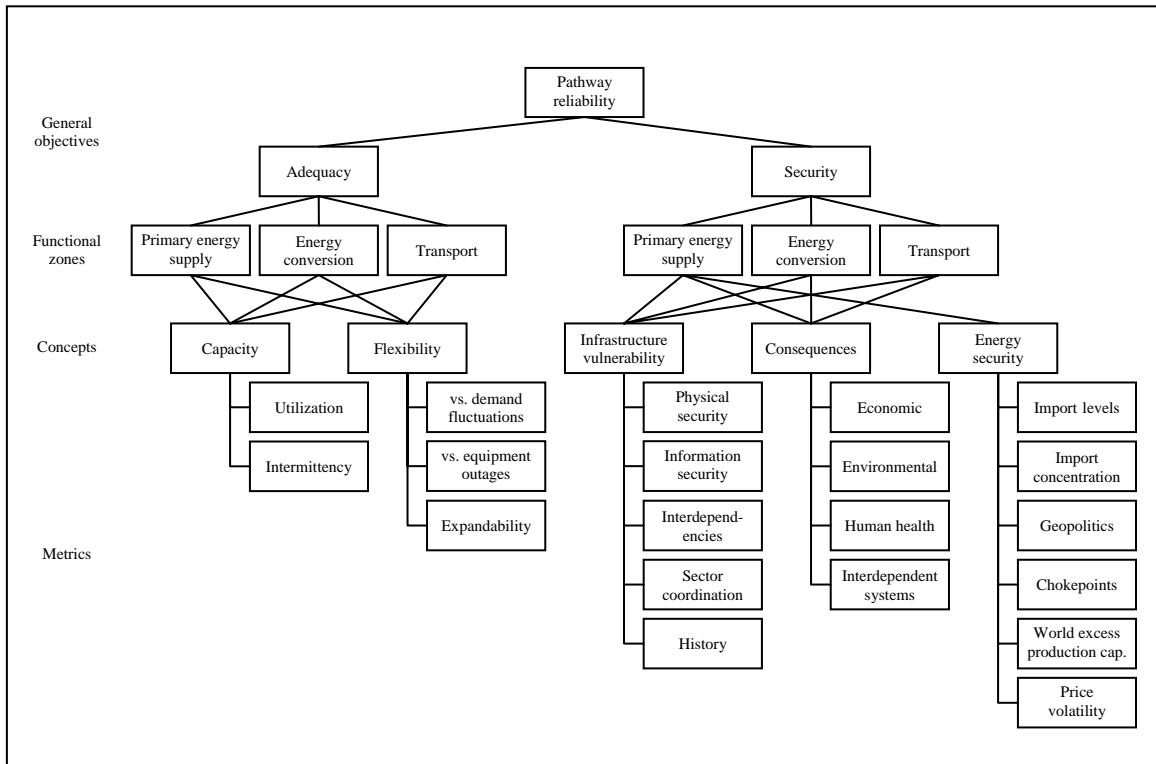 Pathway
reliability
General
objectives
Adequacy
Security
Functional
zones
Primary energy
supply
Energy
conversion
Transport
Primary energy
supply
Energy
conversion
Transport
Concepts
Capacity
Flexibility
Infrastructure
vulnerability
Consequences
Energy
security
Metrics
Utilization
Intermittency
vs. demand
fluctuations
vs. equipment
outages
Expandability
Physical
security
Information
security
Interdepend-
encies
Sector
coordination
History
Economic
Environmental
Human health
Interdependent
systems
Import levels
Import
concentration
Geopolitics
Chokepoints
World excess
production cap.
Price
volatility